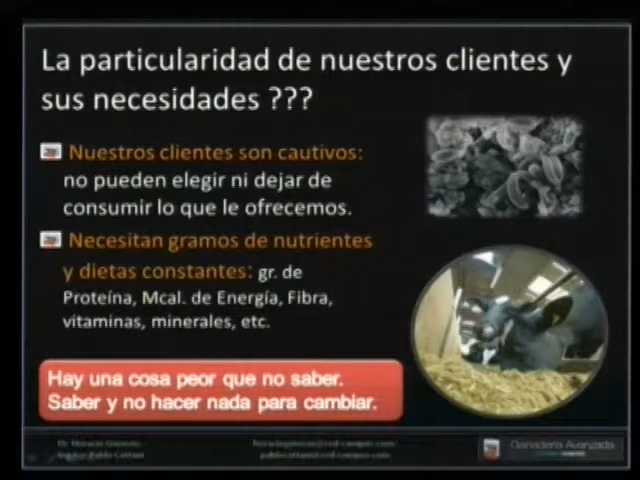 La particularidad de nuestros clientes y
sus necesidades ???
Nuestros clientes son cautivos:
no pueden elegir ni dejar de
consumir lo que le ofrecemos.
Necesitan gramos de nutrientes
y dietas constantes: gr. de
Proteína, Mcal. de Energía, Fibra,
vitaminas, minerales, etc.
Hay una cosa peor que no saber.
Saber y no hacer nada para cambiar.
Ganadería Avanzada